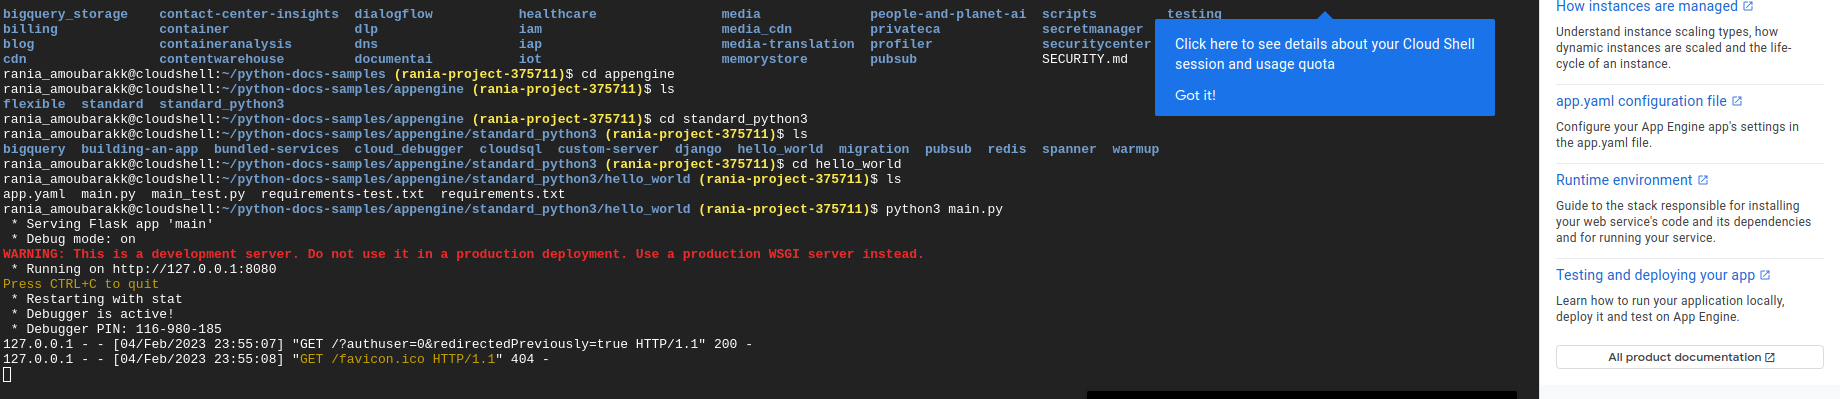 bigquery_storage    contact-center-insights  dialogflow           healthcare                media                people-and-planet-ai  scripts         testing
billing             container                dlp                  iam                       media_cdn          privateca             secretmanager
blog                containeranalysis        dns                  iap                       media-translation  profiler              securitycenter
cdn                 contentwarehouse         documentai           iot                       memorystore        pubsub                SECURITY.md
rania_amoubarakk@cloudshell:~/python-docs-samples (rania-project-375711)$ cd appengine
rania_amoubarakk@cloudshell:~/python-docs-samples/appengine (rania-project-375711)$ ls
flexible  standard  standard_python3
rania_amoubarakk@cloudshell:~/python-docs-samples/appengine (rania-project-375711)$ cd standard_python3
rania_amoubarakk@cloudshell:~/python-docs-samples/appengine/standard_python3 (rania-project-375711)$ ls
bigquery  building-an-app  bundled-services  cloud_debugger  cloudsql  custom-server  django  hello_world  migration  pubsub  redis  spanner  warmup
rania_amoubarakk@cloudshell:~/python-docs-samples/appengine/standard_python3 (rania-project-375711)$ cd hello_world
rania_amoubarakk@cloudshell:~/python-docs-samples/appengine/standard_python3/hello_world (rania-project-375711)$ ls
app.yaml  main.py  main_test.py  requirements-test.txt  requirements.txt
rania_amoubarakk@cloudshell:~/python-docs-samples/appengine/standard_python3/hello_world (rania-project-375711)$ python3 main.py
 * Serving Flask app 'main'
 * Debug mode: on
WARNING: This is a development server. Do not use it in a production deployment. Use a production WSGI server instead.
 * Running on http://127.0.0.1:8080
Press CTRL+C to quit
 * Restarting with stat
 * Debugger is active!
 * Debugger PIN: 116-980-185
127.0.0.1 - - [04/Feb/2023 23:55:07] "GET /?authuser=0&redirectedPreviously=true HTTP/1.1" 200 -
127.0.0.1 - - [04/Feb/2023 23:55:08] "GET /favicon.ico HTTP/1.1" 404 -
Click here to see details about your Cloud Shell
session and usage quota
Got it!
How instances are managed
Understand instance scaling types, how
dynamic instances are scaled and the life-
cycle of an instance.
app.yaml configuration file
Configure your App Engine app's settings in
the app.yaml file.
Runtime environment
Guide to the stack responsible for installing
your web service's code and its dependencies
and for running your service.
Testing and deploying your app
Learn how to run your application locally,
deploy it and test on App Engine.
All product documentation